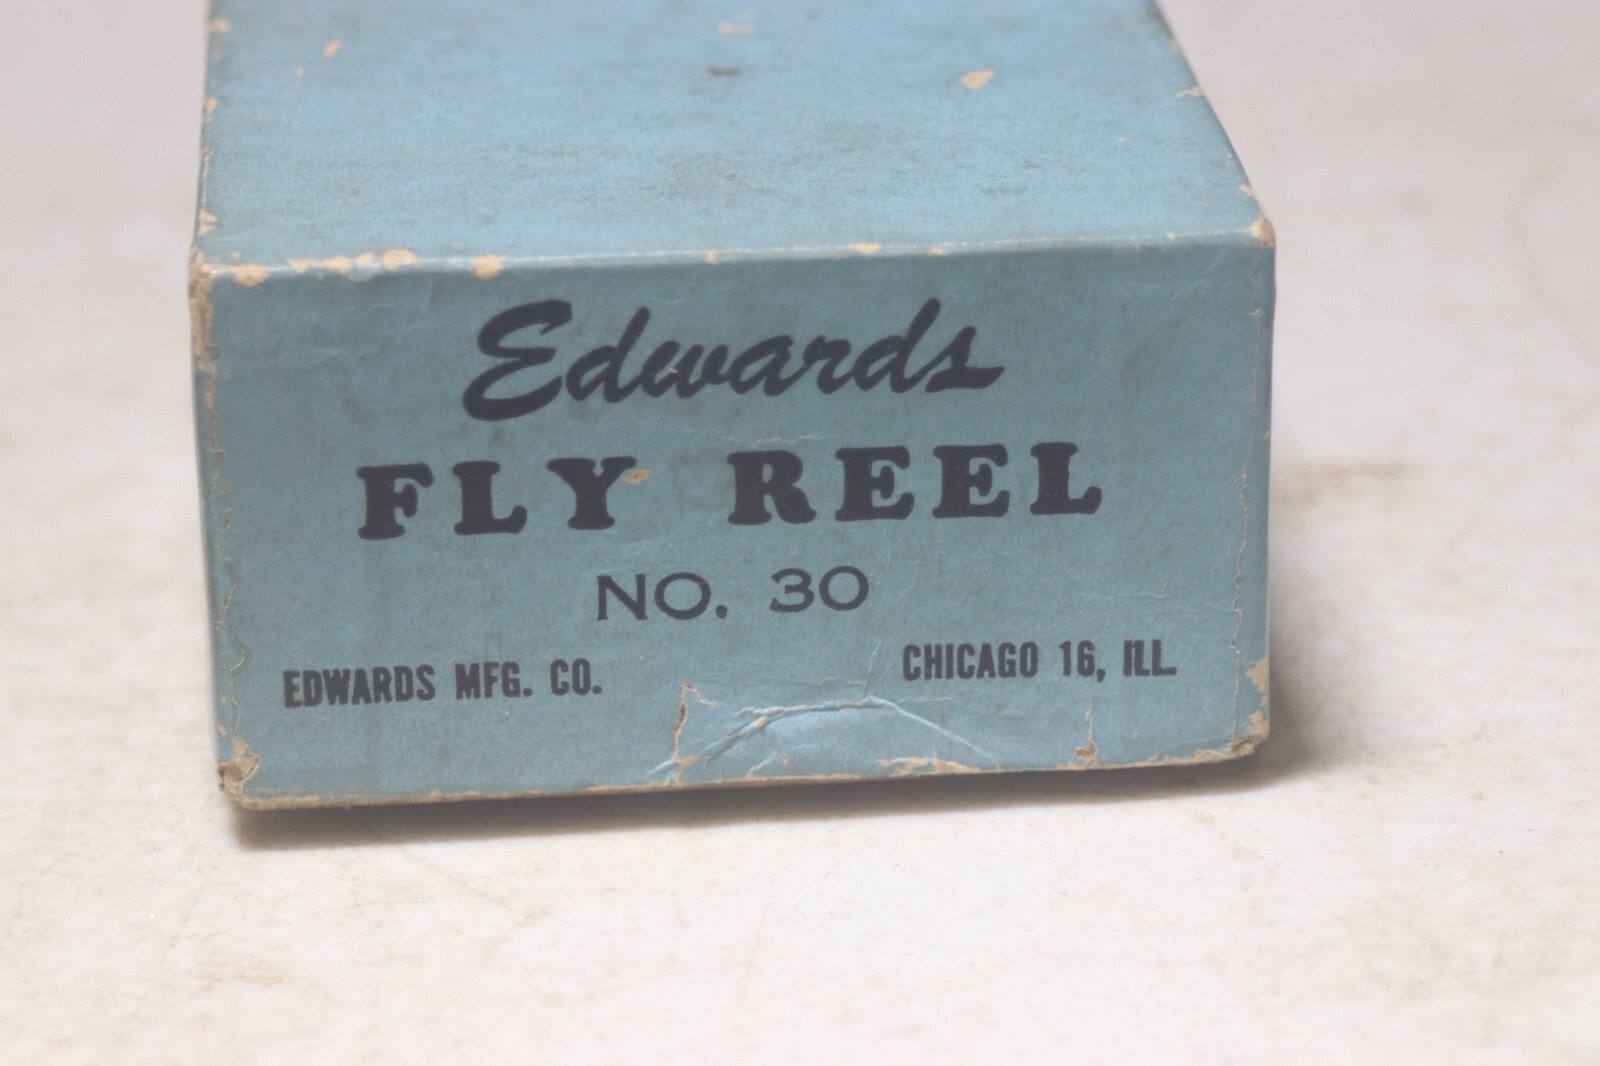 Edwards
FLY REEL
NO. 30
EDWARDS MFG. CO. CHICAGO 16, ILL.